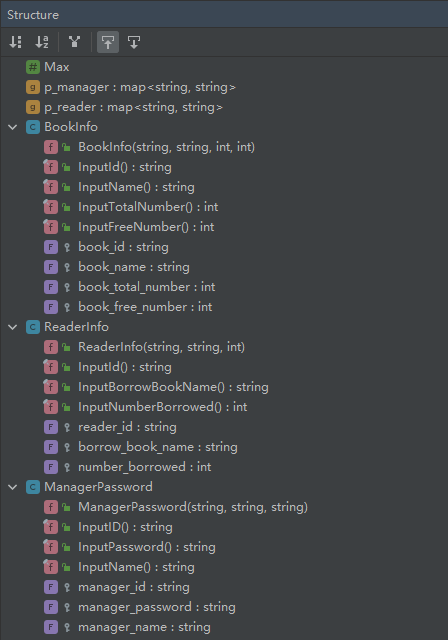 Structure
Max
p_manager : map<string, string>
p_reader : map<string, string>
BookInfo
BookInfo(string, string, int, int)
InputId() : string
InputName() : string
InputTotalNumber() : int
InputFreeNumber() : int
book_id : string
book_name : string
book_total_number : int
book_free_number : int
ReaderInfo
ReaderInfo(string, string, int)
InputId() : string
InputBorrowBookName() : string
InputNumberBorrowed() : int
reader_id : string
borrow_book_name : string
number_borrowed : int
ManagerPassword
ManagerPassword(string, string, string)
InputID() : string
InputPassword() : string
InputName() : string
manager_id : string
manager_password : string
manager_name : string